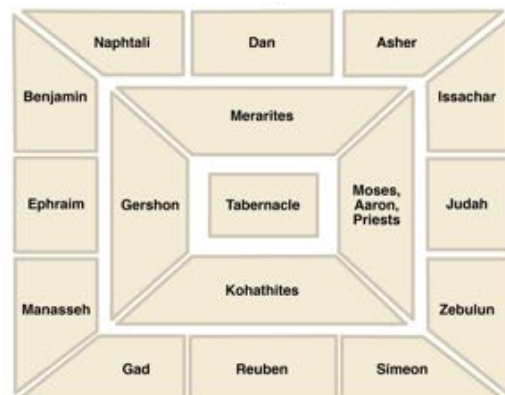 Naphtali
Dan
Asher
Benjamin
Issachar
Merarites
Ephraim
Gershon
Tabernacle
Moses,
Aaron,
Priests
Judah
Kohathites
Manasseh
Zebulun
Gad
Reuben
Simeon